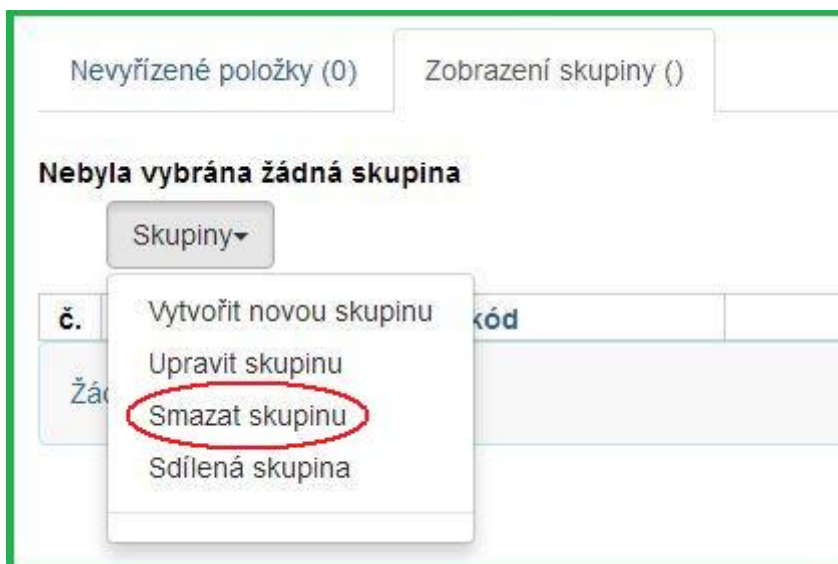 Nevyřízené položky (0) Zobrazení skupiny ()
Nebyla vybrána žádná skupina
Skupiny
č. kód
Vytvořit novou skupinu
Upravit skupinu
Smazat skupinu
Sdílená skupina